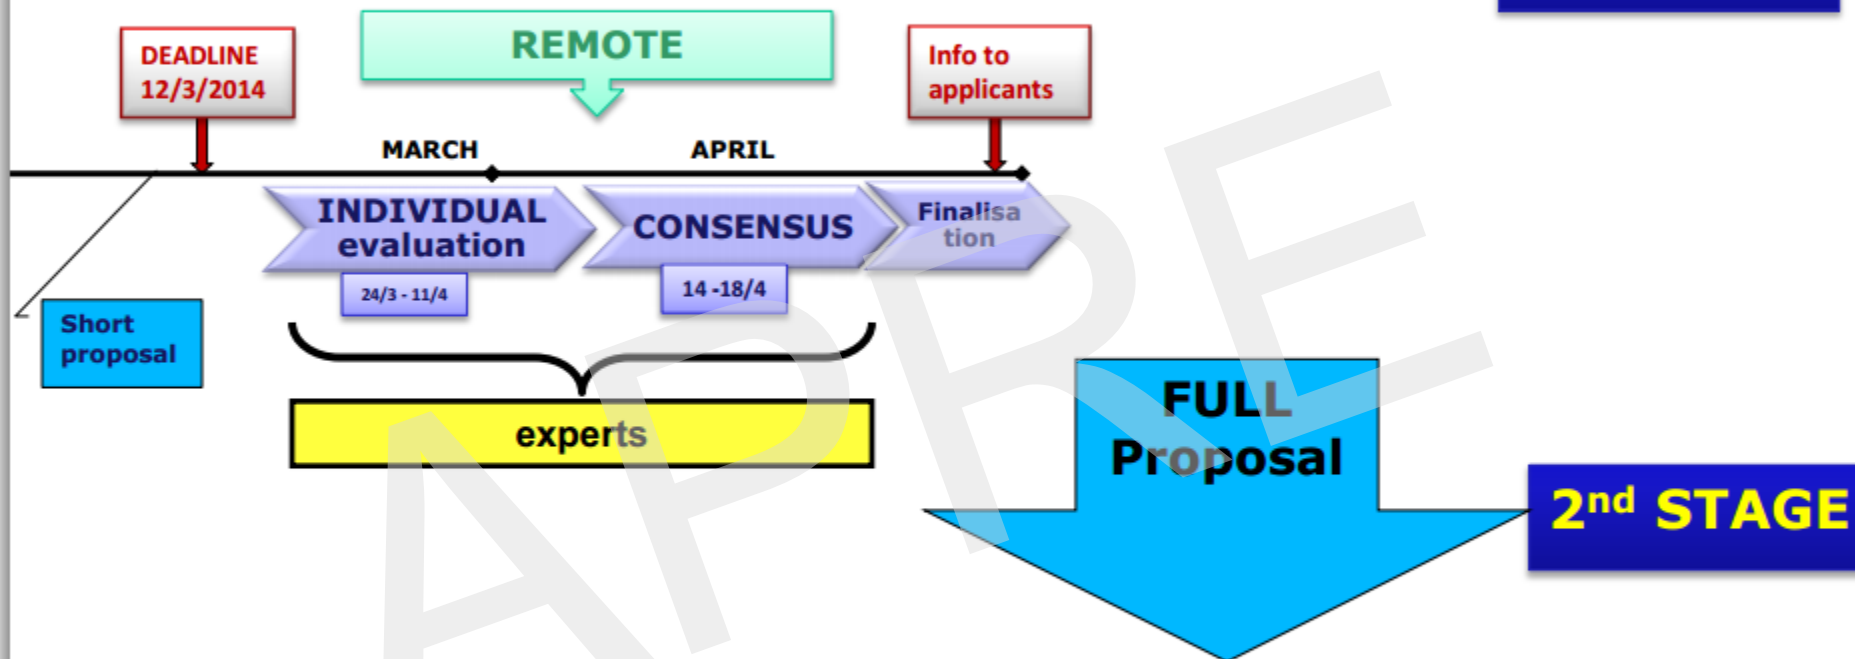 REMOTE
DEADLINE
12/3/2014
Info to
applicants
MARCH
APRIL
INDIVIDUAL
evaluation
CONSENSUS
Finalisa
tion
24/3 - 11/4
14 -18/4
Short
proposal
experts
FULL
Proposal
2nd STAGE
APRE